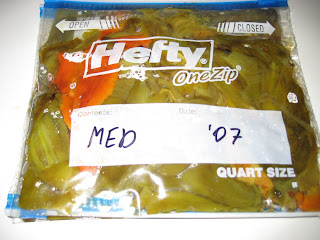 OPEN CLOSED
Hefty®
OneZip®
Contents: Date:
MED '07
QUART SIZE